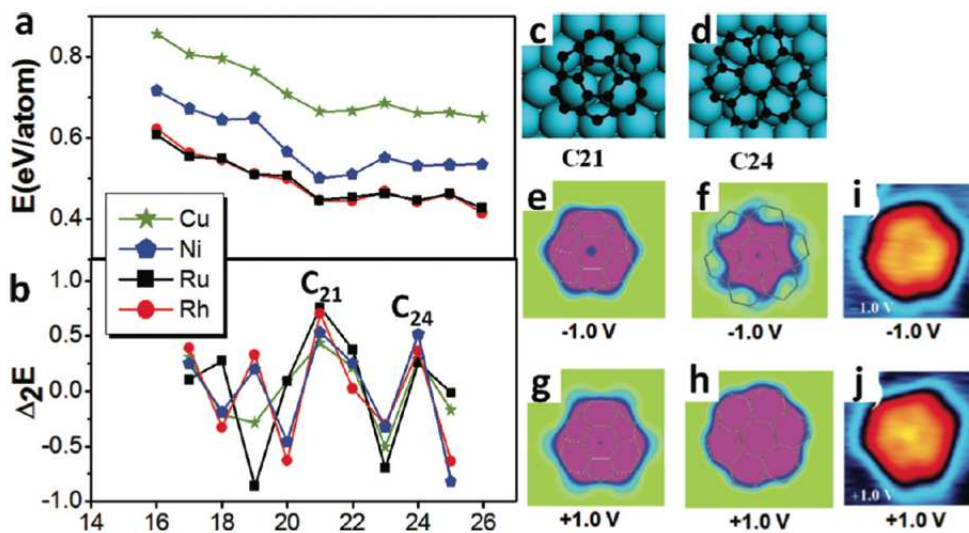 a
E(eV/atom)
0.8
0.6
0.4
Cu
Ni
Ru
Rh
b
Δ₂E
1.0
0.5
0.0
-0.5
-1.0
C₂₁
C₂₄
14 16 18 20 22 24 26
c
d
C21
C24
e
f
i
-1.0 V
-1.0 V
-1.0 V
-1.0 V
g
h
j
+1.0 V
+1.0 V
+1.0 V
+1.0 V